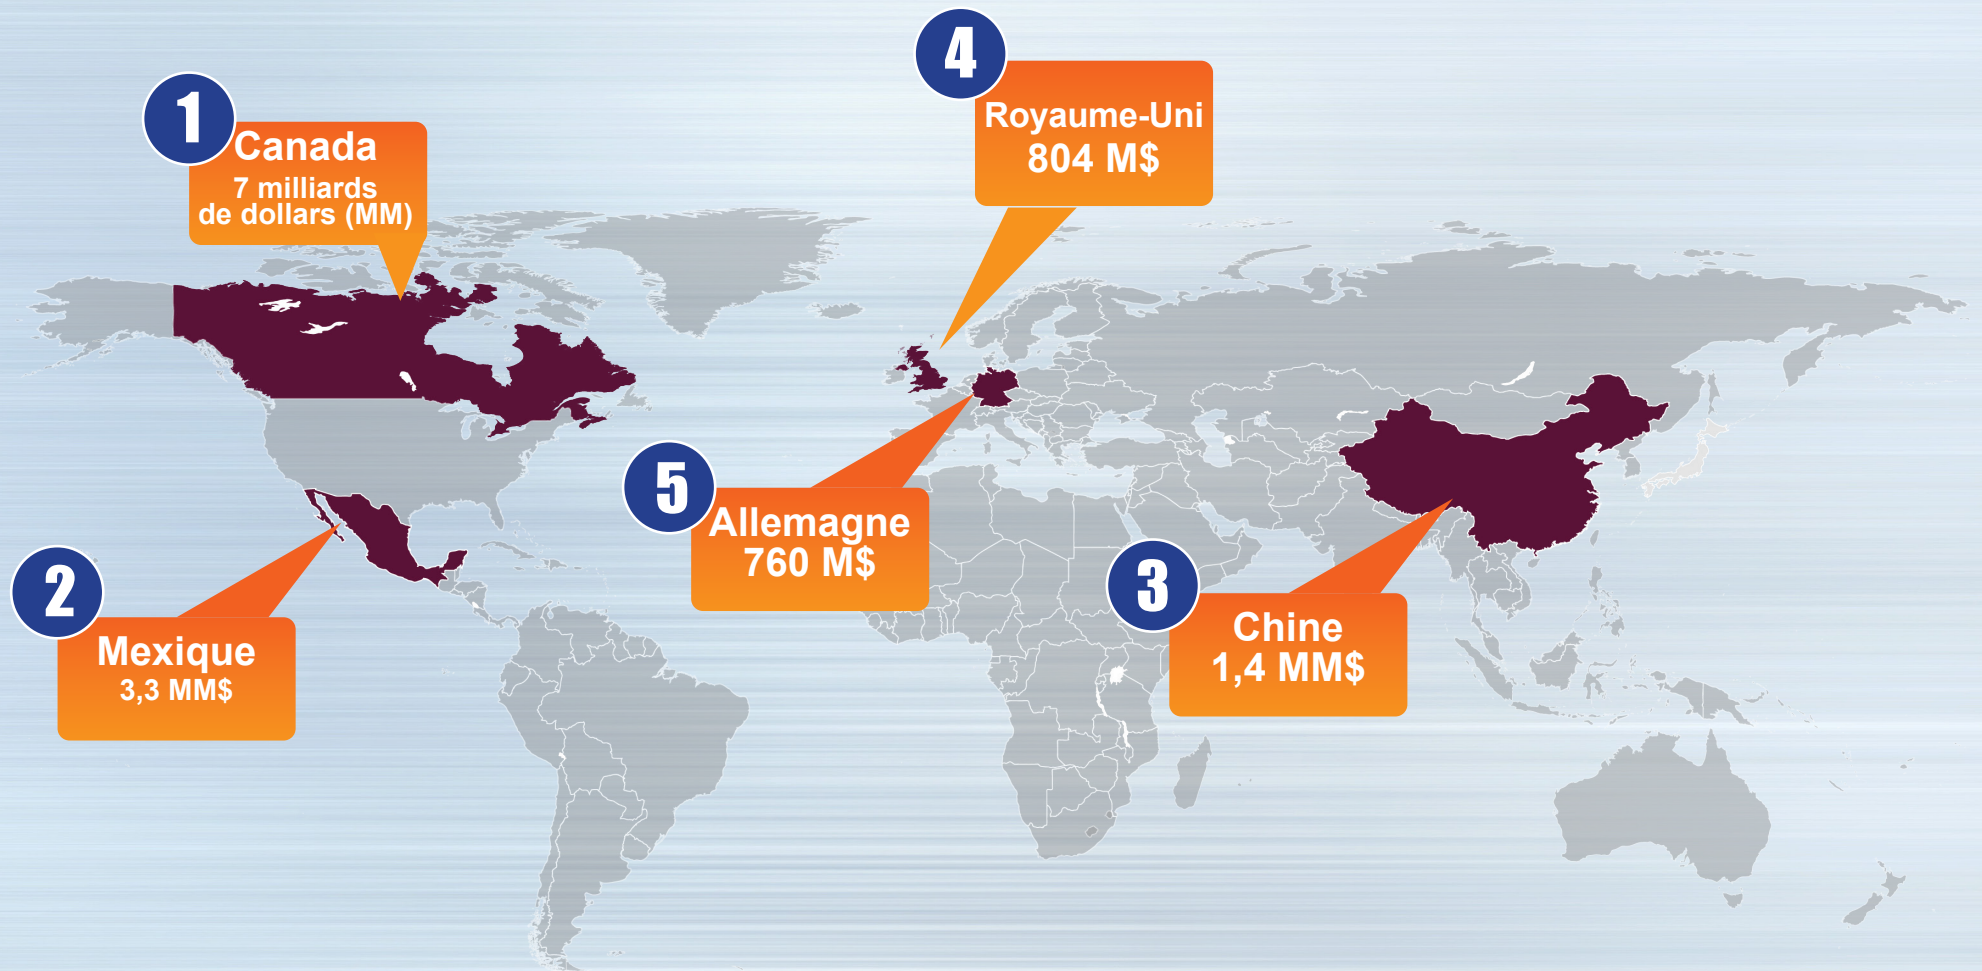 1
Canada
7 milliards
de dollars (MM)
2
Mexique
3,3 MM$
3
Chine
1,4 MM$
4
Royaume-Uni
804 M$
5
Allemagne
760 M$